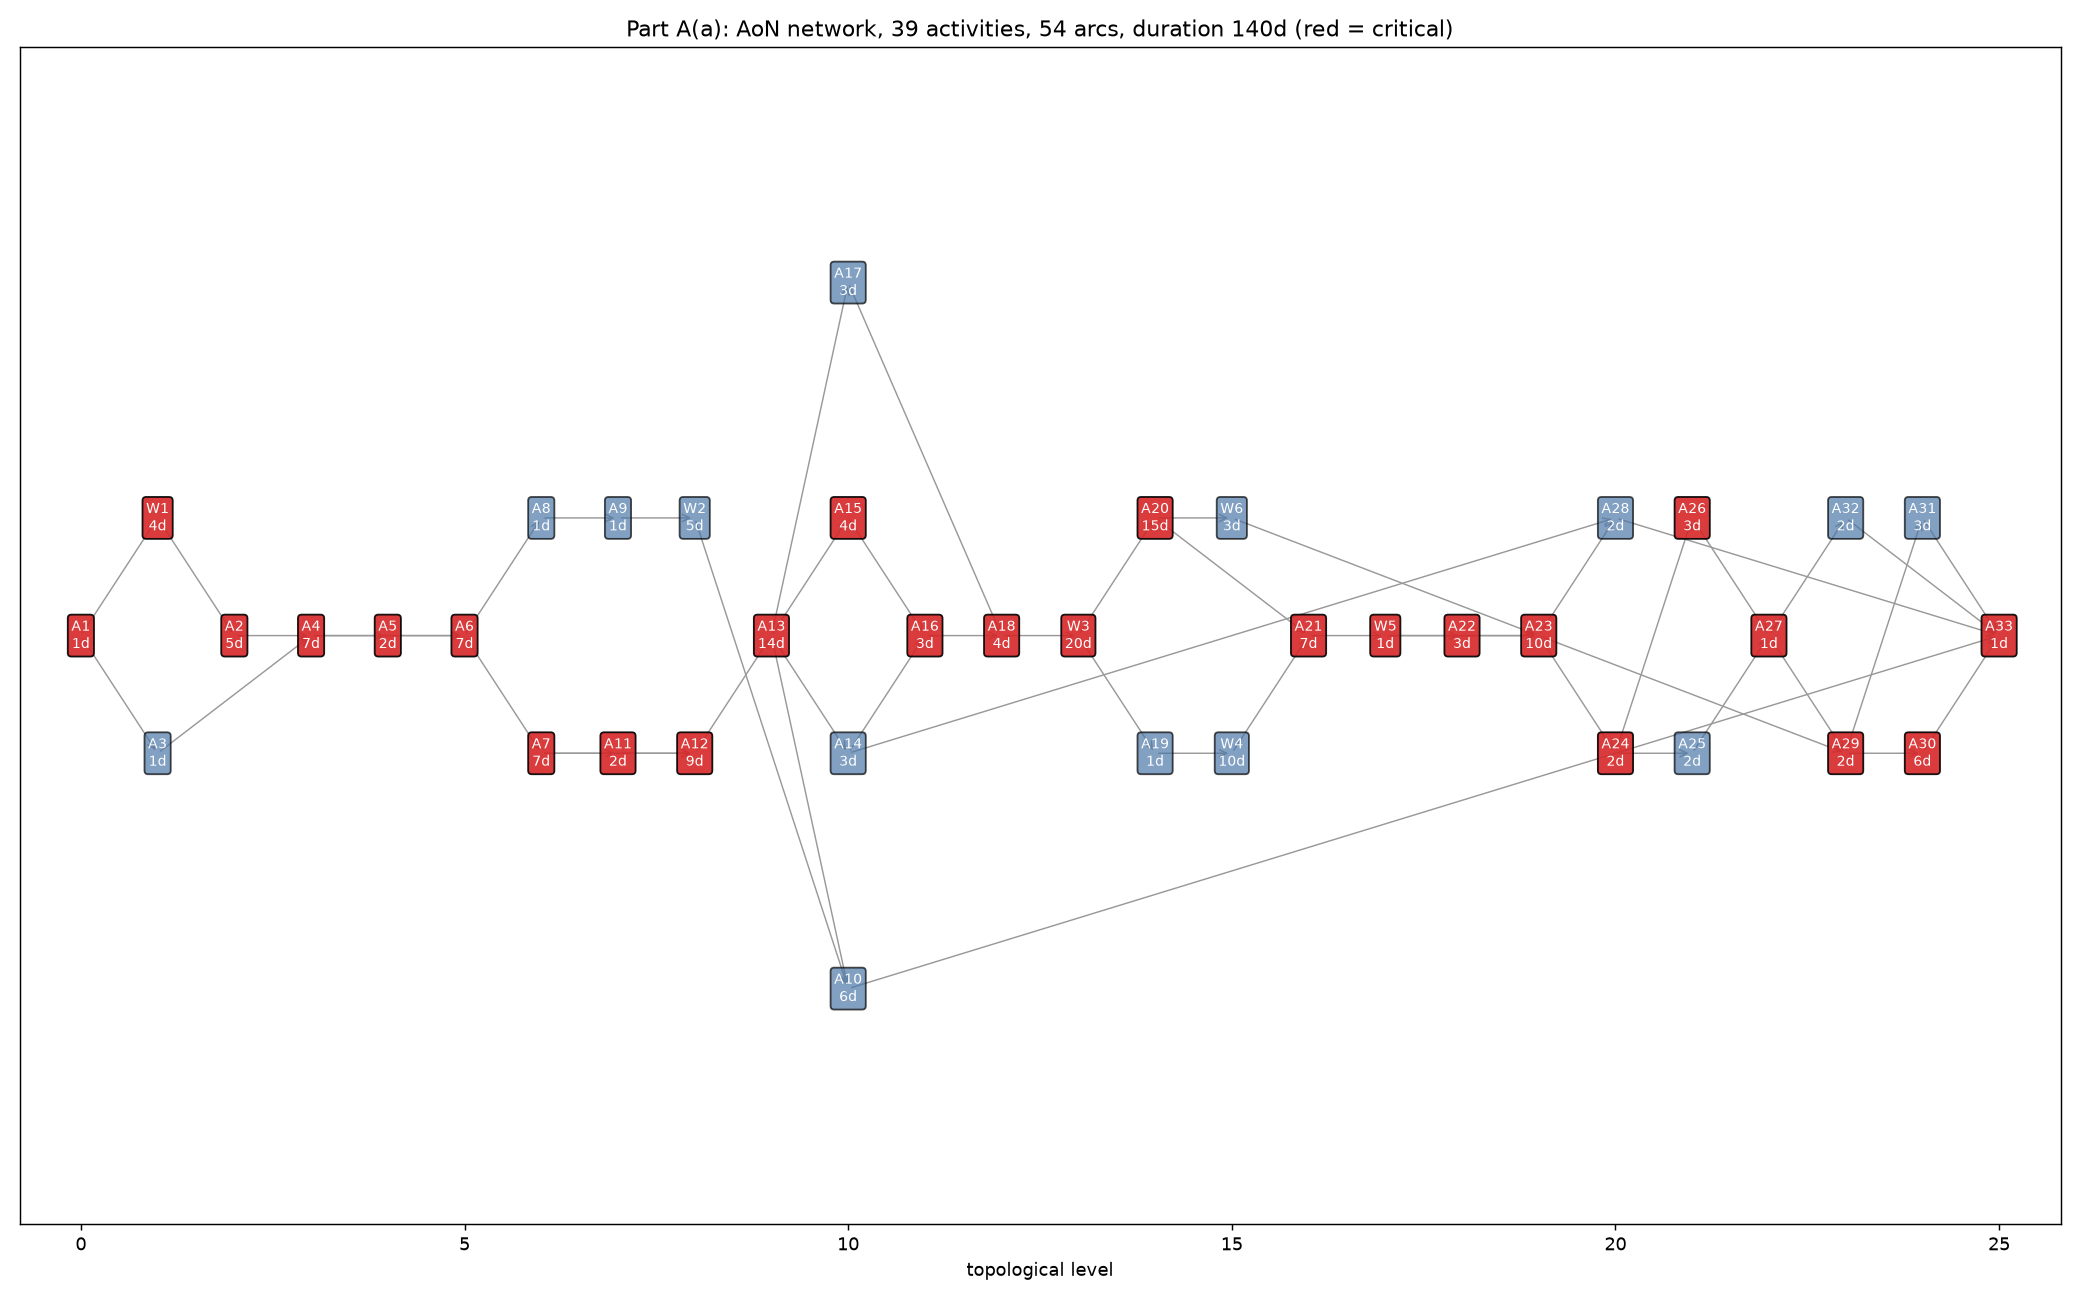 Part A(a): AoN network, 39 activities, 54 arcs, duration 140d (red = critical)
A17
3d
W1
4d
A8
1d
A9
1d
W2
5d
A15
4d
A20
15d
W6
3d
A28
2d
A26
3d
A32
2d
A31
3d
A1
1d
A2
5d
A4
7d
A5
2d
A6
7d
A13
14d
A16
3d
A18
4d
W3
20d
A21
7d
W5
1d
A22
3d
A23
10d
A27
1d
A33
1d
A3
1d
A7
7d
A11
2d
A12
9d
A14
3d
A19
1d
W4
10d
A24
2d
A25
2d
A29
2d
A30
6d
A10
6d
0
5
10
15
20
25
topological level